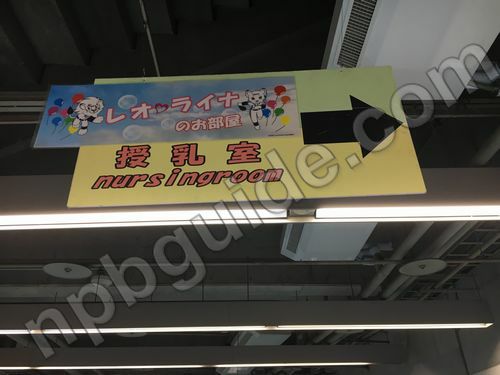 レオ♥ライナ
のお部屋
授乳室
nursingroom
npbguide.com